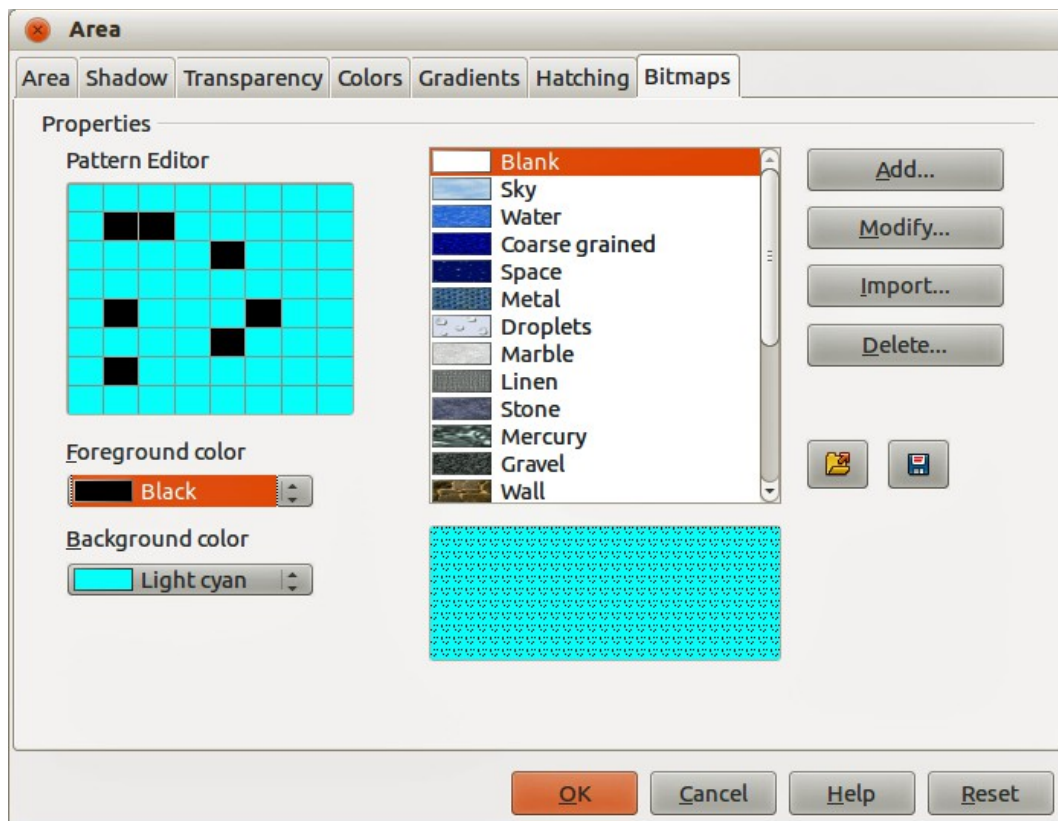 Area
Area Shadow Transparency Colors Gradients Hatching Bitmaps
Properties
Pattern Editor
Blank
Sky
Water
Coarse grained
Space
Metal
Droplets
Marble
Linen
Stone
Mercury
Gravel
Wall
Add...
Modify...
Import...
Delete...
Foreground color
Black
Background color
Light cyan
OK Cancel Help Reset